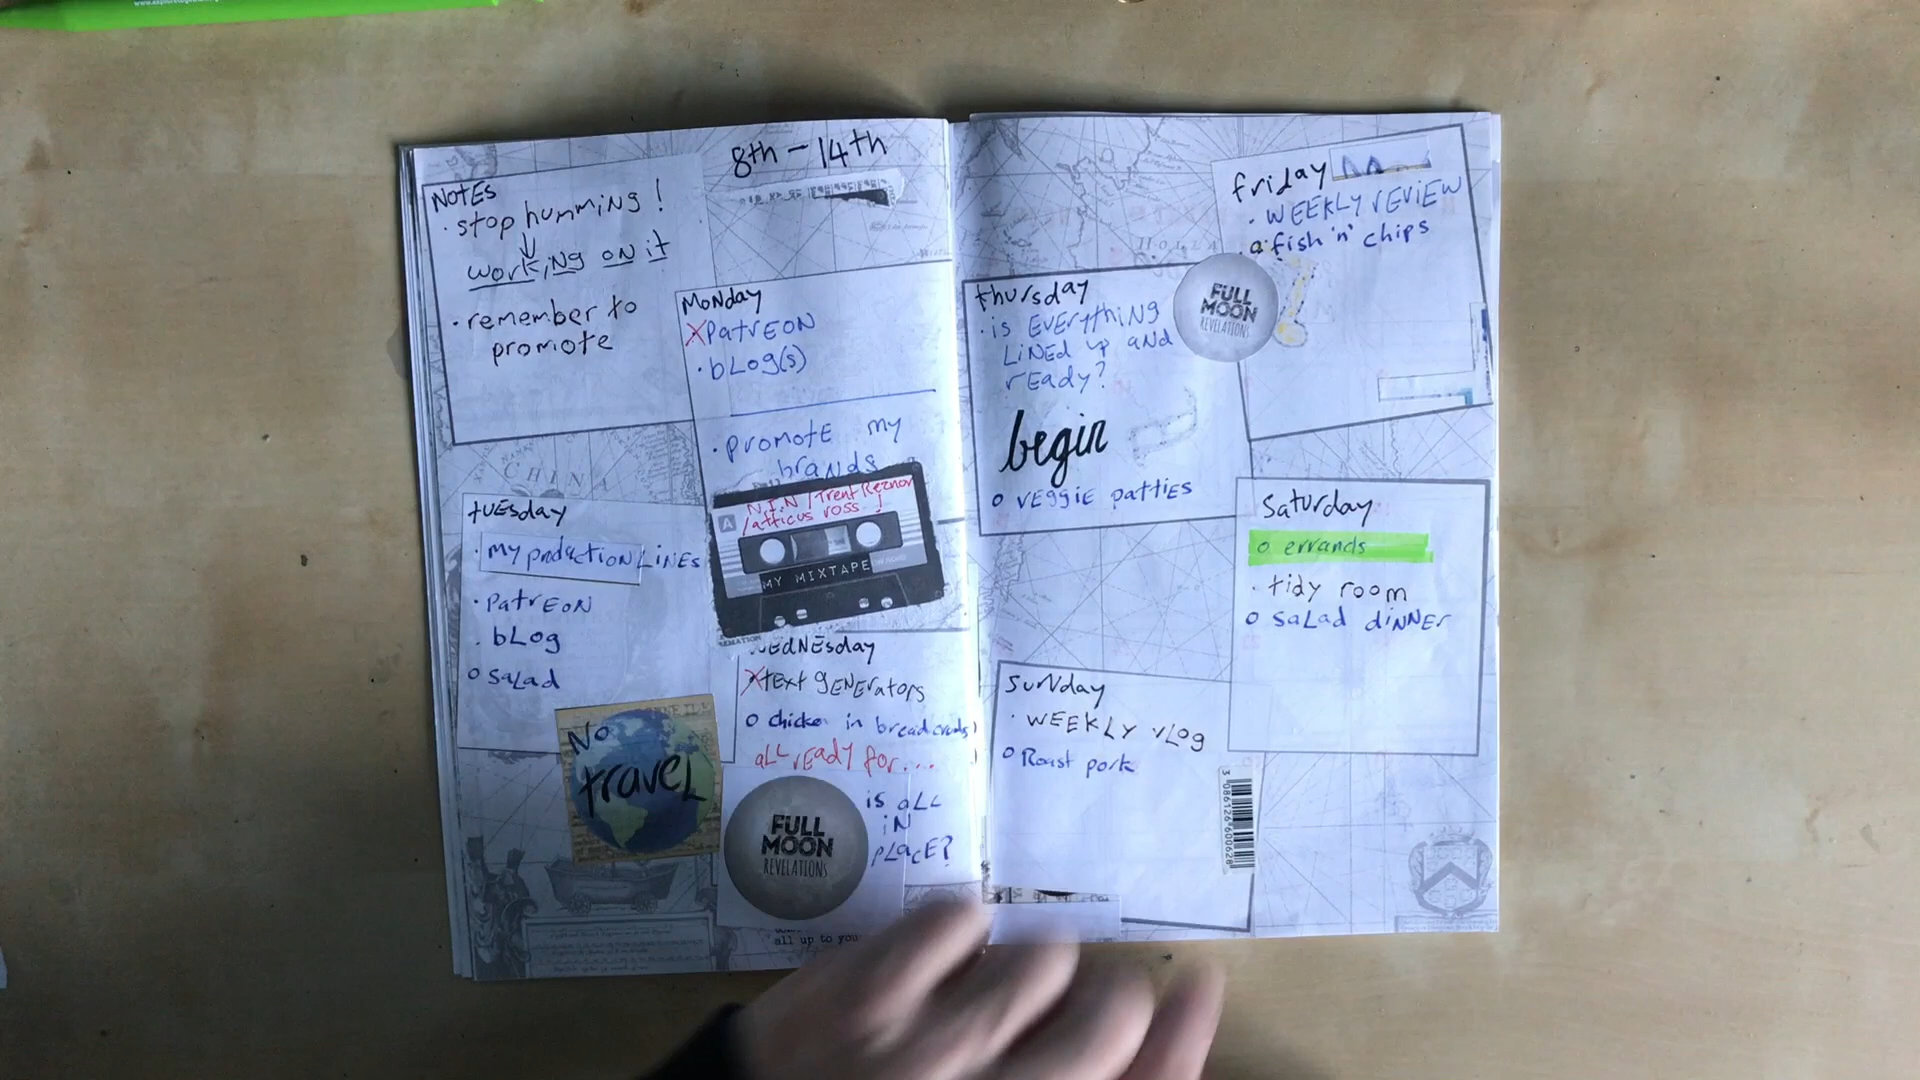 8th - 14th
NOTES
· stop humming !
working on it
· remember to
promote
Monday
X Patreon
· bLog(s)
· promote my
brands
A
N.I.N / Trent Reznor
/atticus ross !
MY MIXTAPE
tuesday
· my production Lines
· Patreon
· bLog
o salad
No
travel
wednesday
X text generators
o chicken in breadcrumbs
all ready for...
FULL
MOON
REVELATIONS
is all
in
place?
all up to you
CHINA
thursday
· is everything
Lined up and
ready?
begin
o veggie patties
FULL
MOON
REVELATIONS
friday
· weekly review
fish 'n' chips
saturday
o errands
· tidy room
o salad dinner
sunday
· weekly vlog
o Roast pork
3 086126 600628